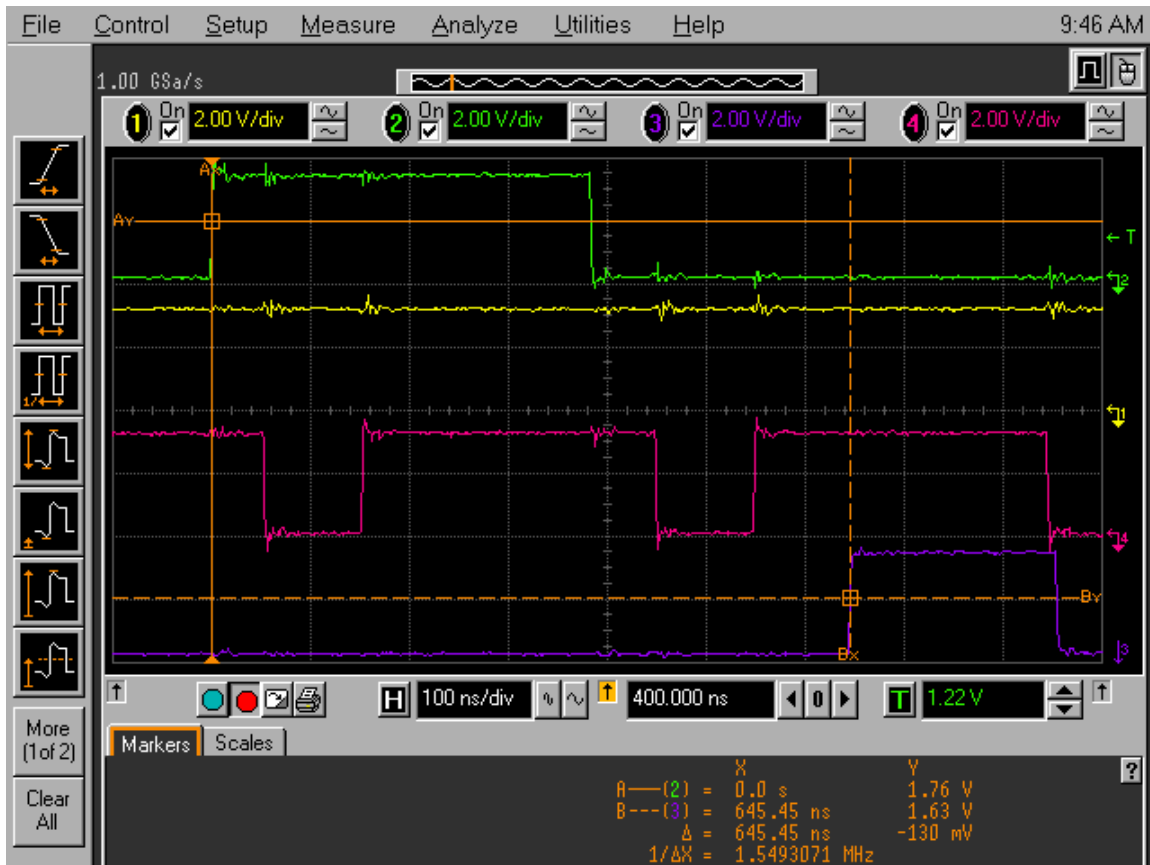 File Control Setup Measure Analyze Utilities Help 9:46 AM
1.00 GSa/s
1 On 2.00 V/div 2 On 2.00 V/div 3 On 2.00 V/div 4 On 2.00 V/div
Ax
AY
T
2
1
4
BY
Bx
3
1/
More
(1of 2)
Clear
All
H 100 ns/div 400.000 ns 0 T 1.22 V
Markers Scales
?
X Y
A——(2) = 0.0 s 1.76 V
B---(3) = 645.45 ns 1.63 V
Δ = 645.45 ns -130 mV
1/ΔX = 1.5493071 MHz